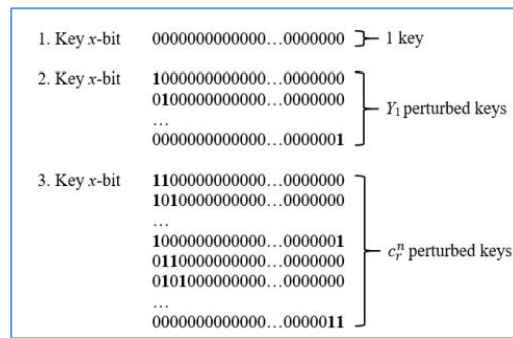 1. Key x-bit 0000000000000…0000000 1 key
2. Key x-bit 1000000000000…0000000
0100000000000…0000000
Y₁ perturbed keys
…
0000000000000…0000001
3. Key x-bit 1100000000000…0000000
1010000000000…0000000
…
1000000000000…0000001
0110000000000…0000000
cᵣⁿ perturbed keys
0101000000000…0000000
…
0000000000000…0000011